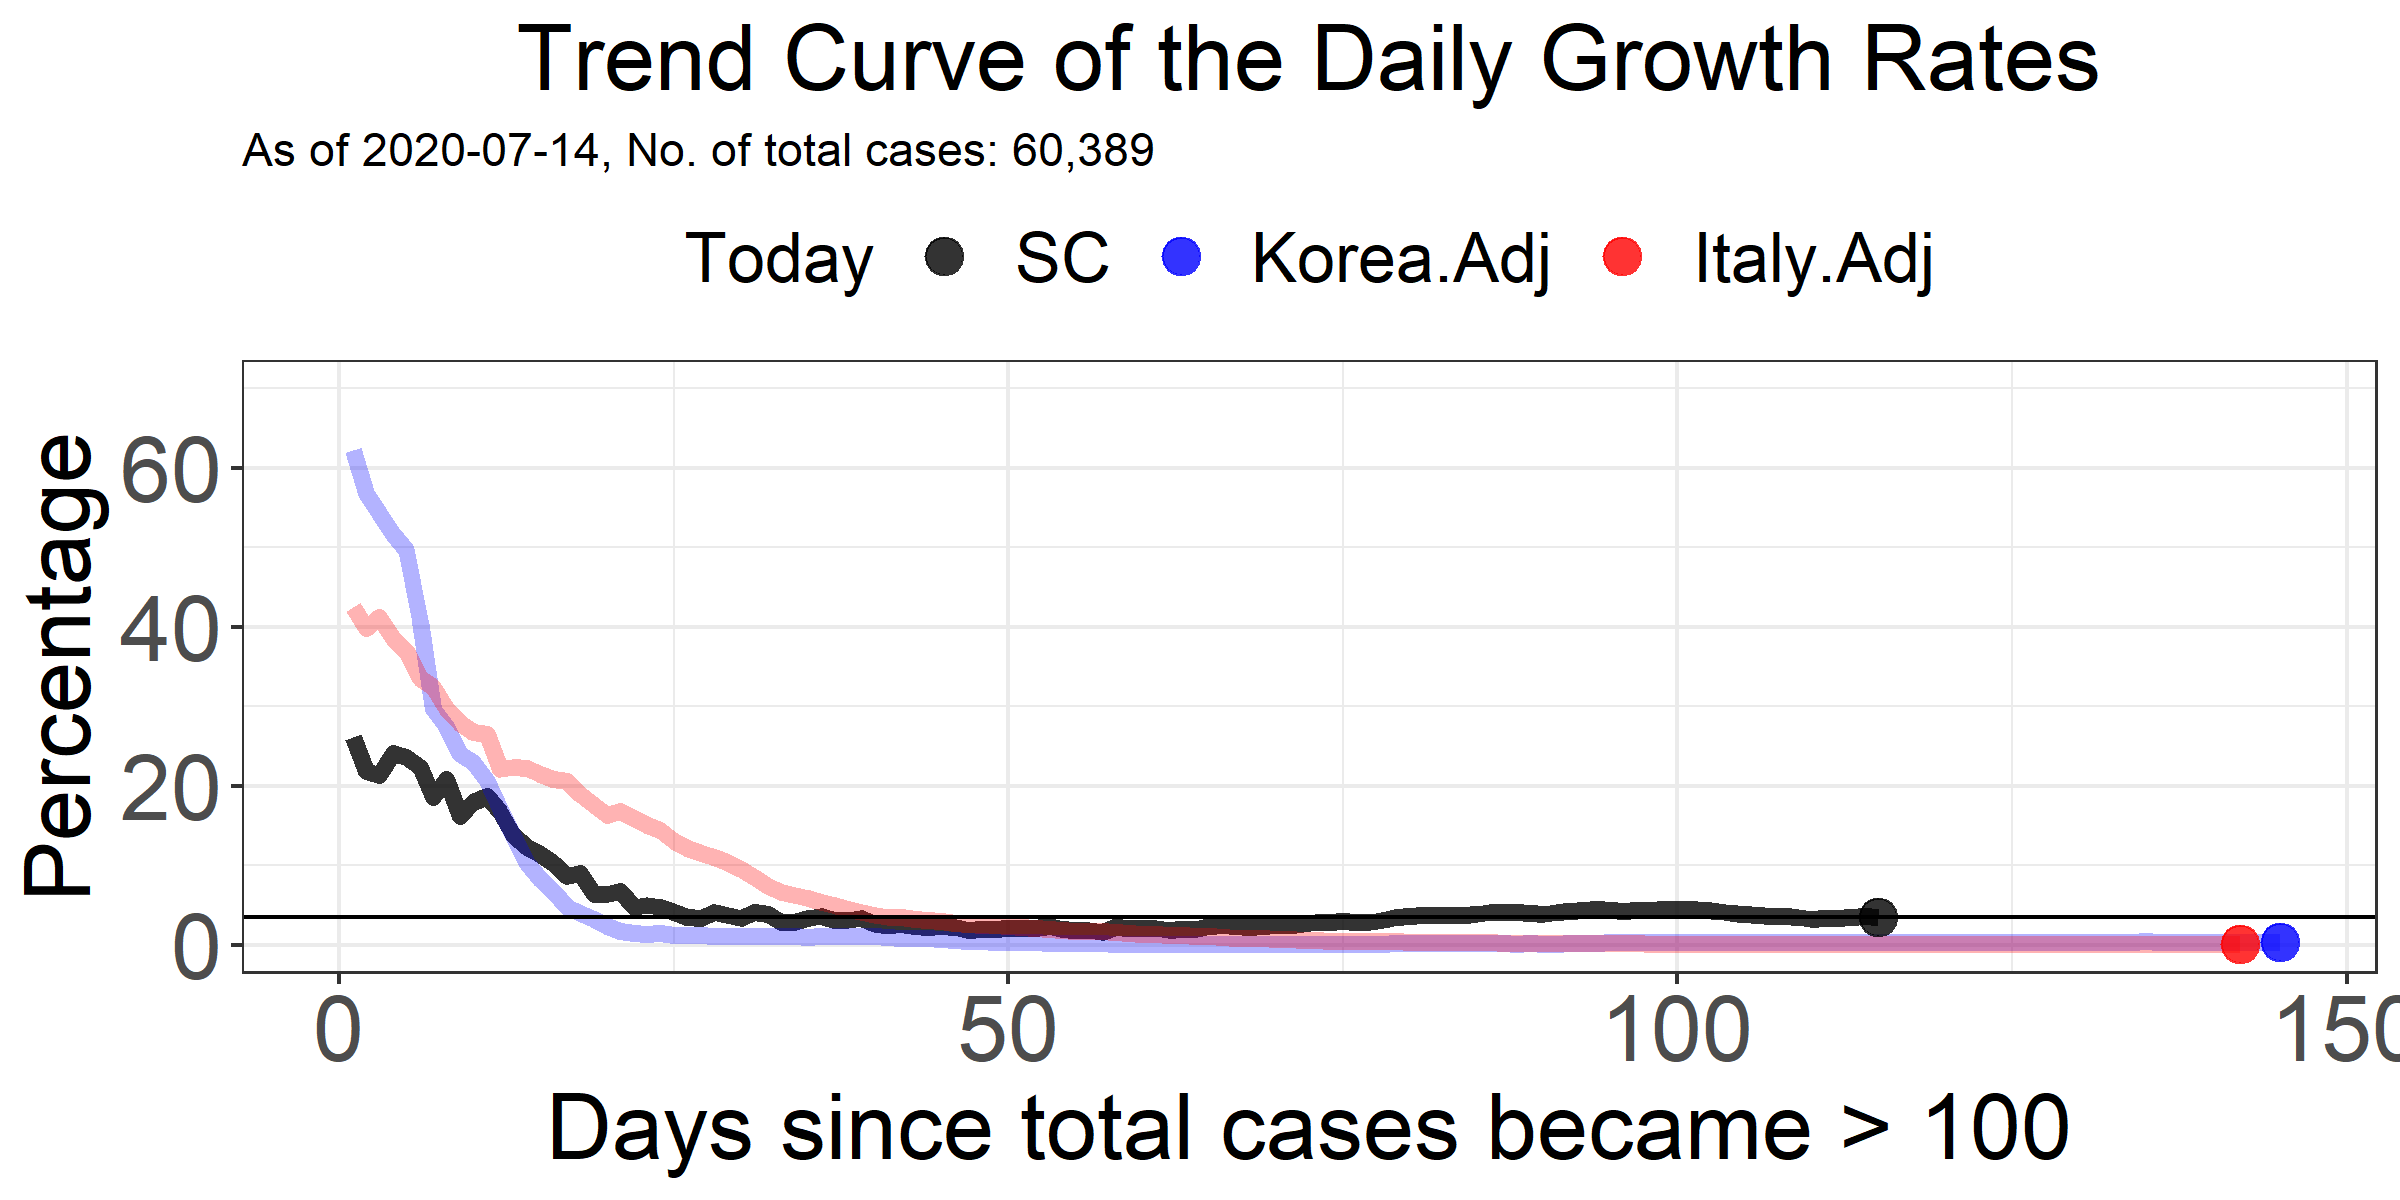 Trend Curve of the Daily Growth Rates
As of 2020-07-14, No. of total cases: 60,389
Today SC Korea.Adj Italy.Adj
Percentage
60
40
20
0
0 50 100 150
Days since total cases became > 100